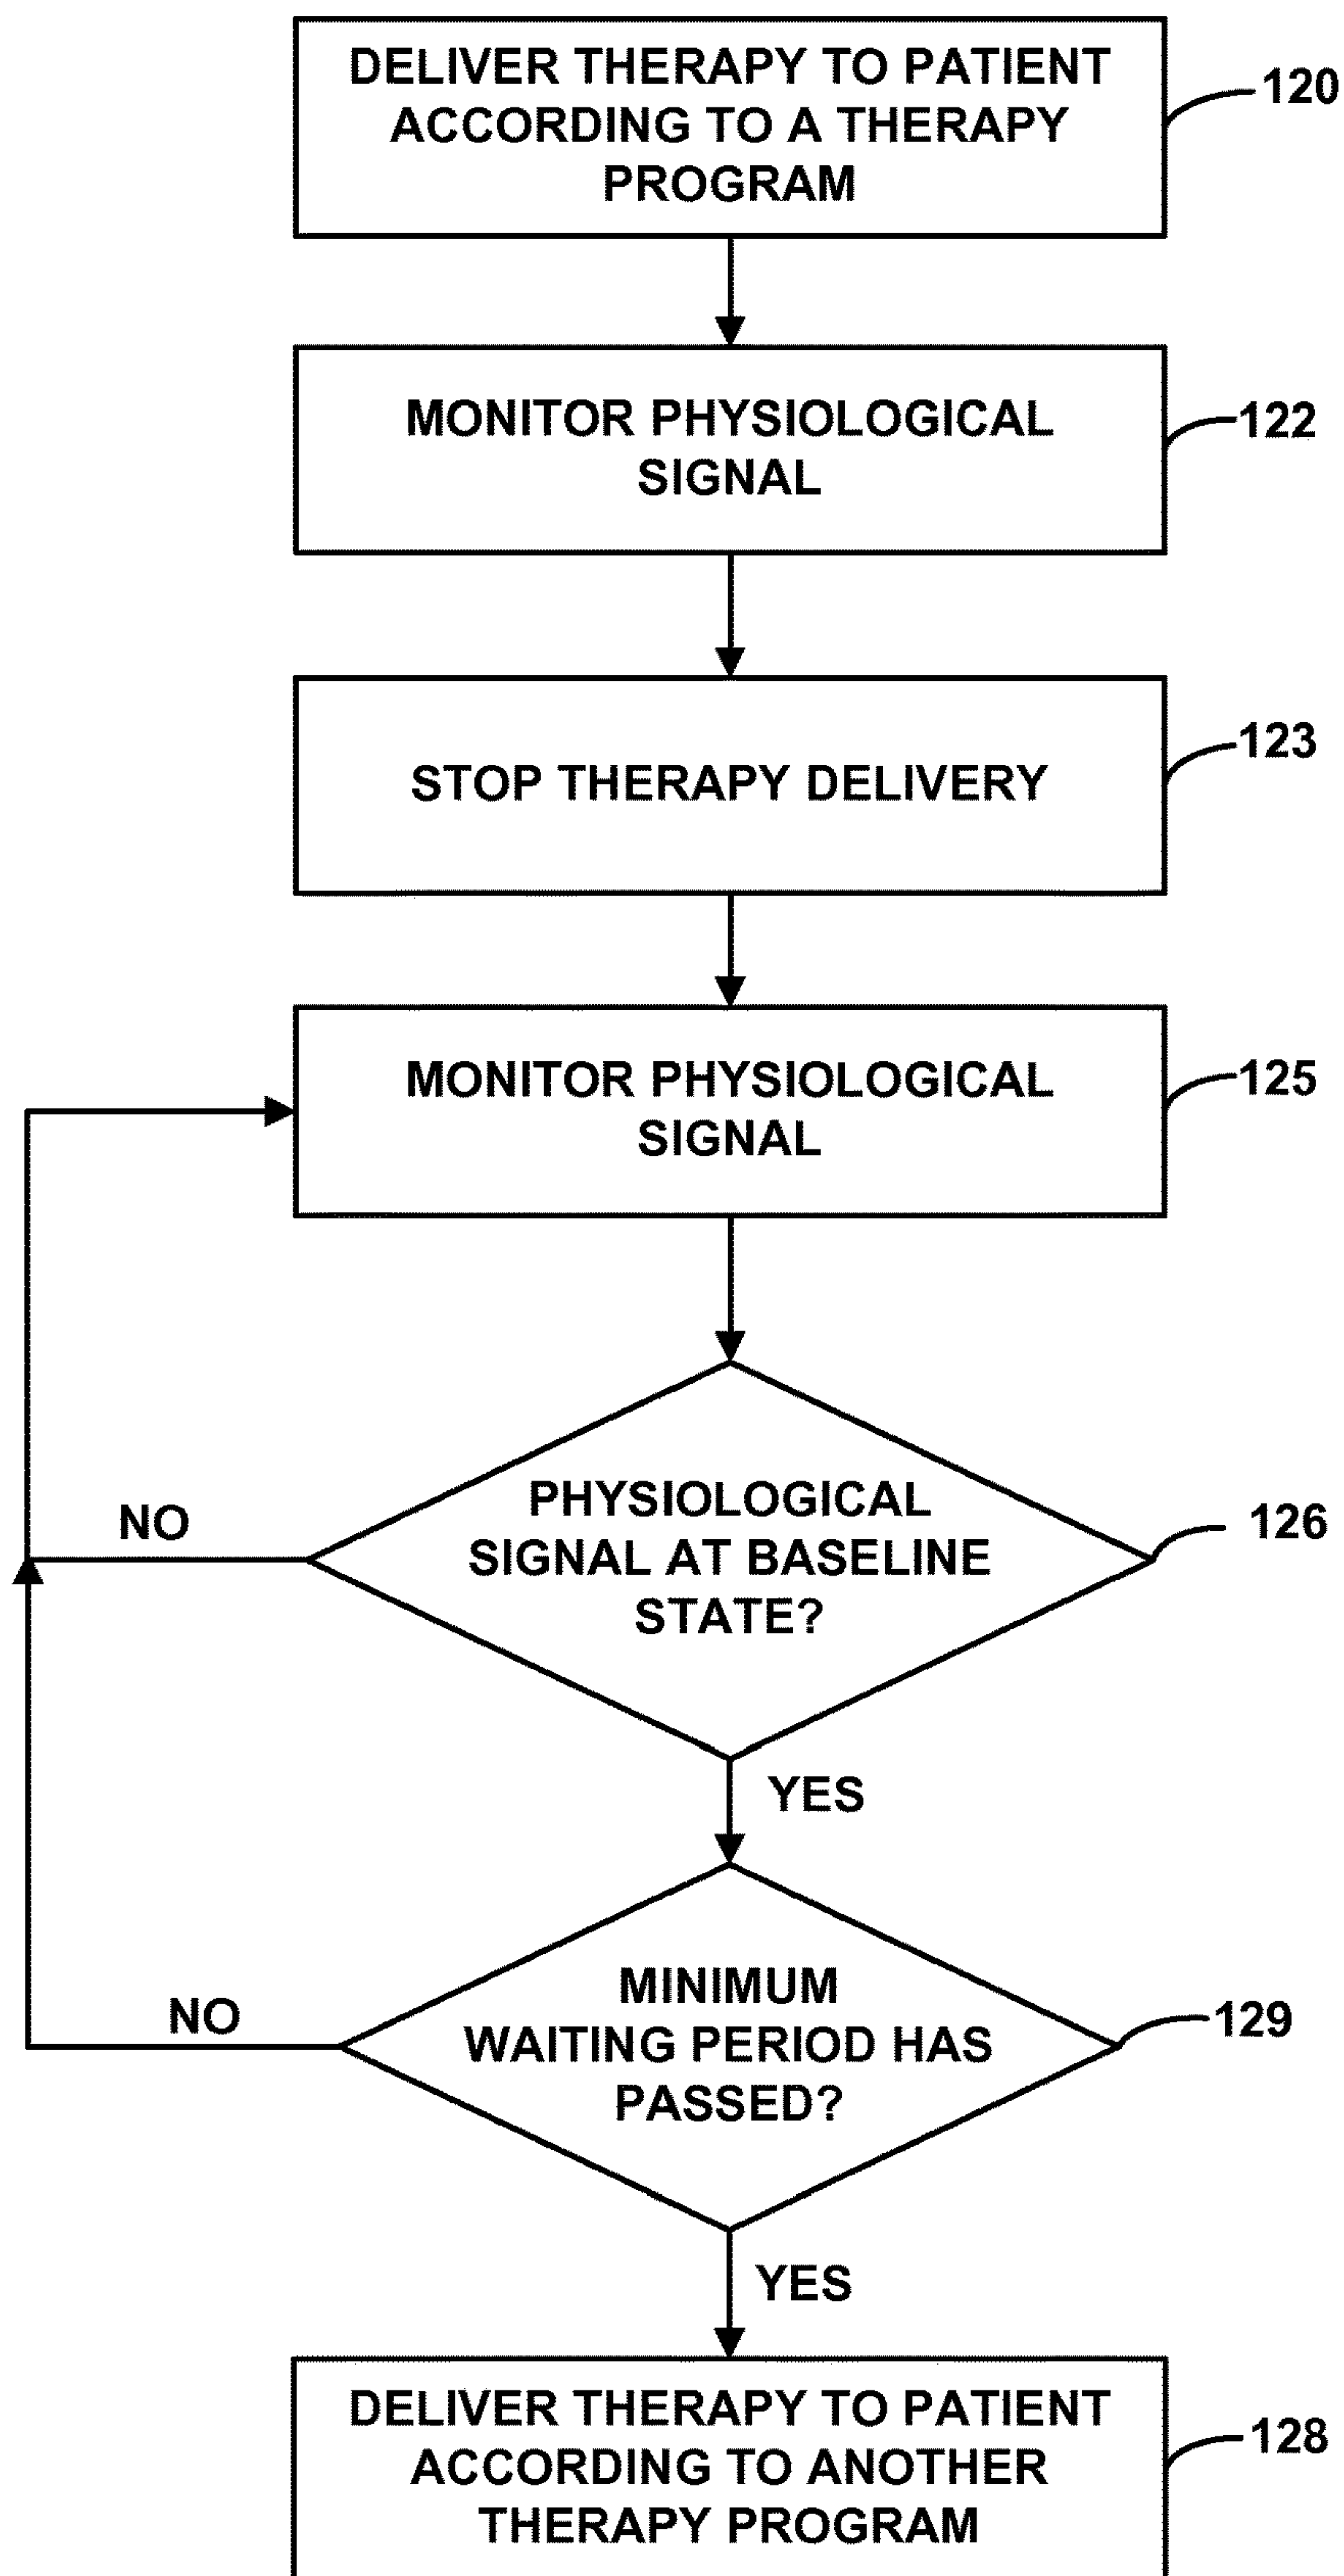 DELIVER THERAPY TO PATIENT
ACCORDING TO A THERAPY
PROGRAM
120
MONITOR PHYSIOLOGICAL
SIGNAL
122
STOP THERAPY DELIVERY
123
MONITOR PHYSIOLOGICAL
SIGNAL
125
PHYSIOLOGICAL
SIGNAL AT BASELINE
STATE?
126
NO
YES
MINIMUM
WAITING PERIOD HAS
PASSED?
129
NO
YES
DELIVER THERAPY TO PATIENT
ACCORDING TO ANOTHER
THERAPY PROGRAM
128